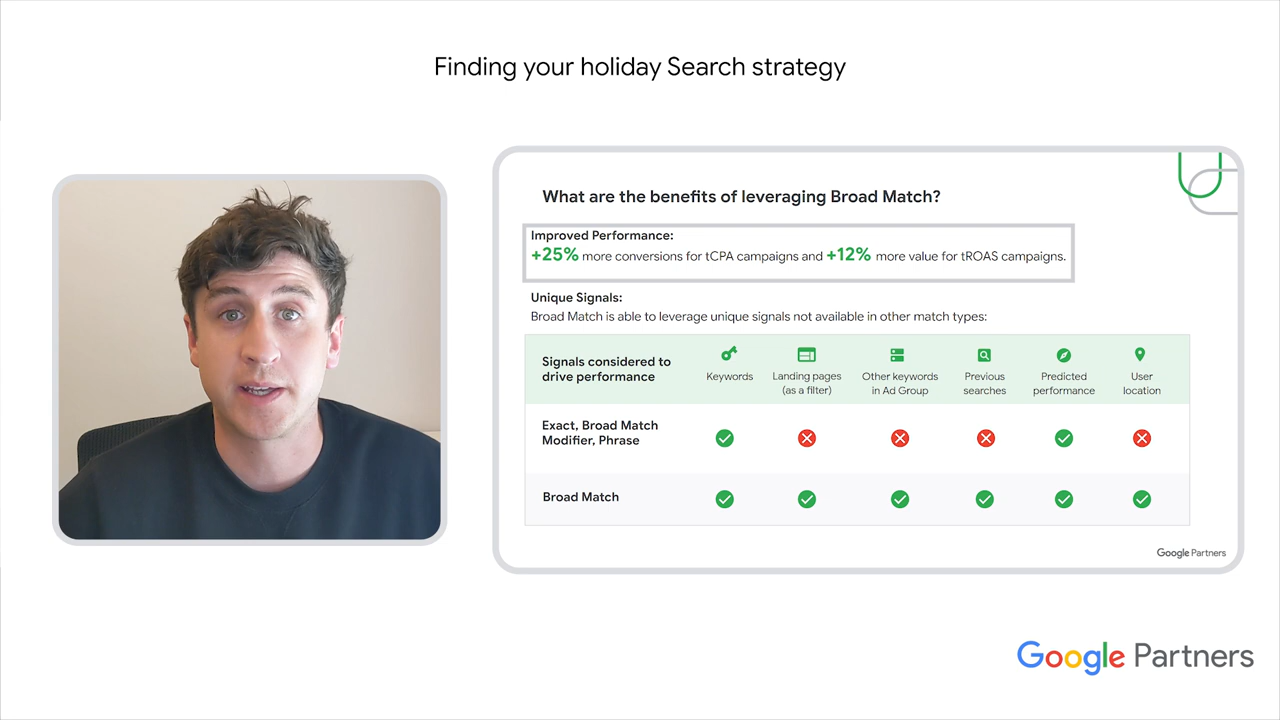 Finding your holiday Search strategy
What are the benefits of leveraging Broad Match?
Improved Performance:
+25% more conversions for tCPA campaigns and +12% more value for tROAS campaigns.
Unique Signals:
Broad Match is able to leverage unique signals not available in other match types:
Signals considered to
drive performance
Keywords
Landing pages
(as a filter)
Other keywords
in Ad Group
Previous
searches
Predicted
performance
User
location
Exact, Broad Match
Modifier, Phrase
Broad Match
Google Partners
Google Partners